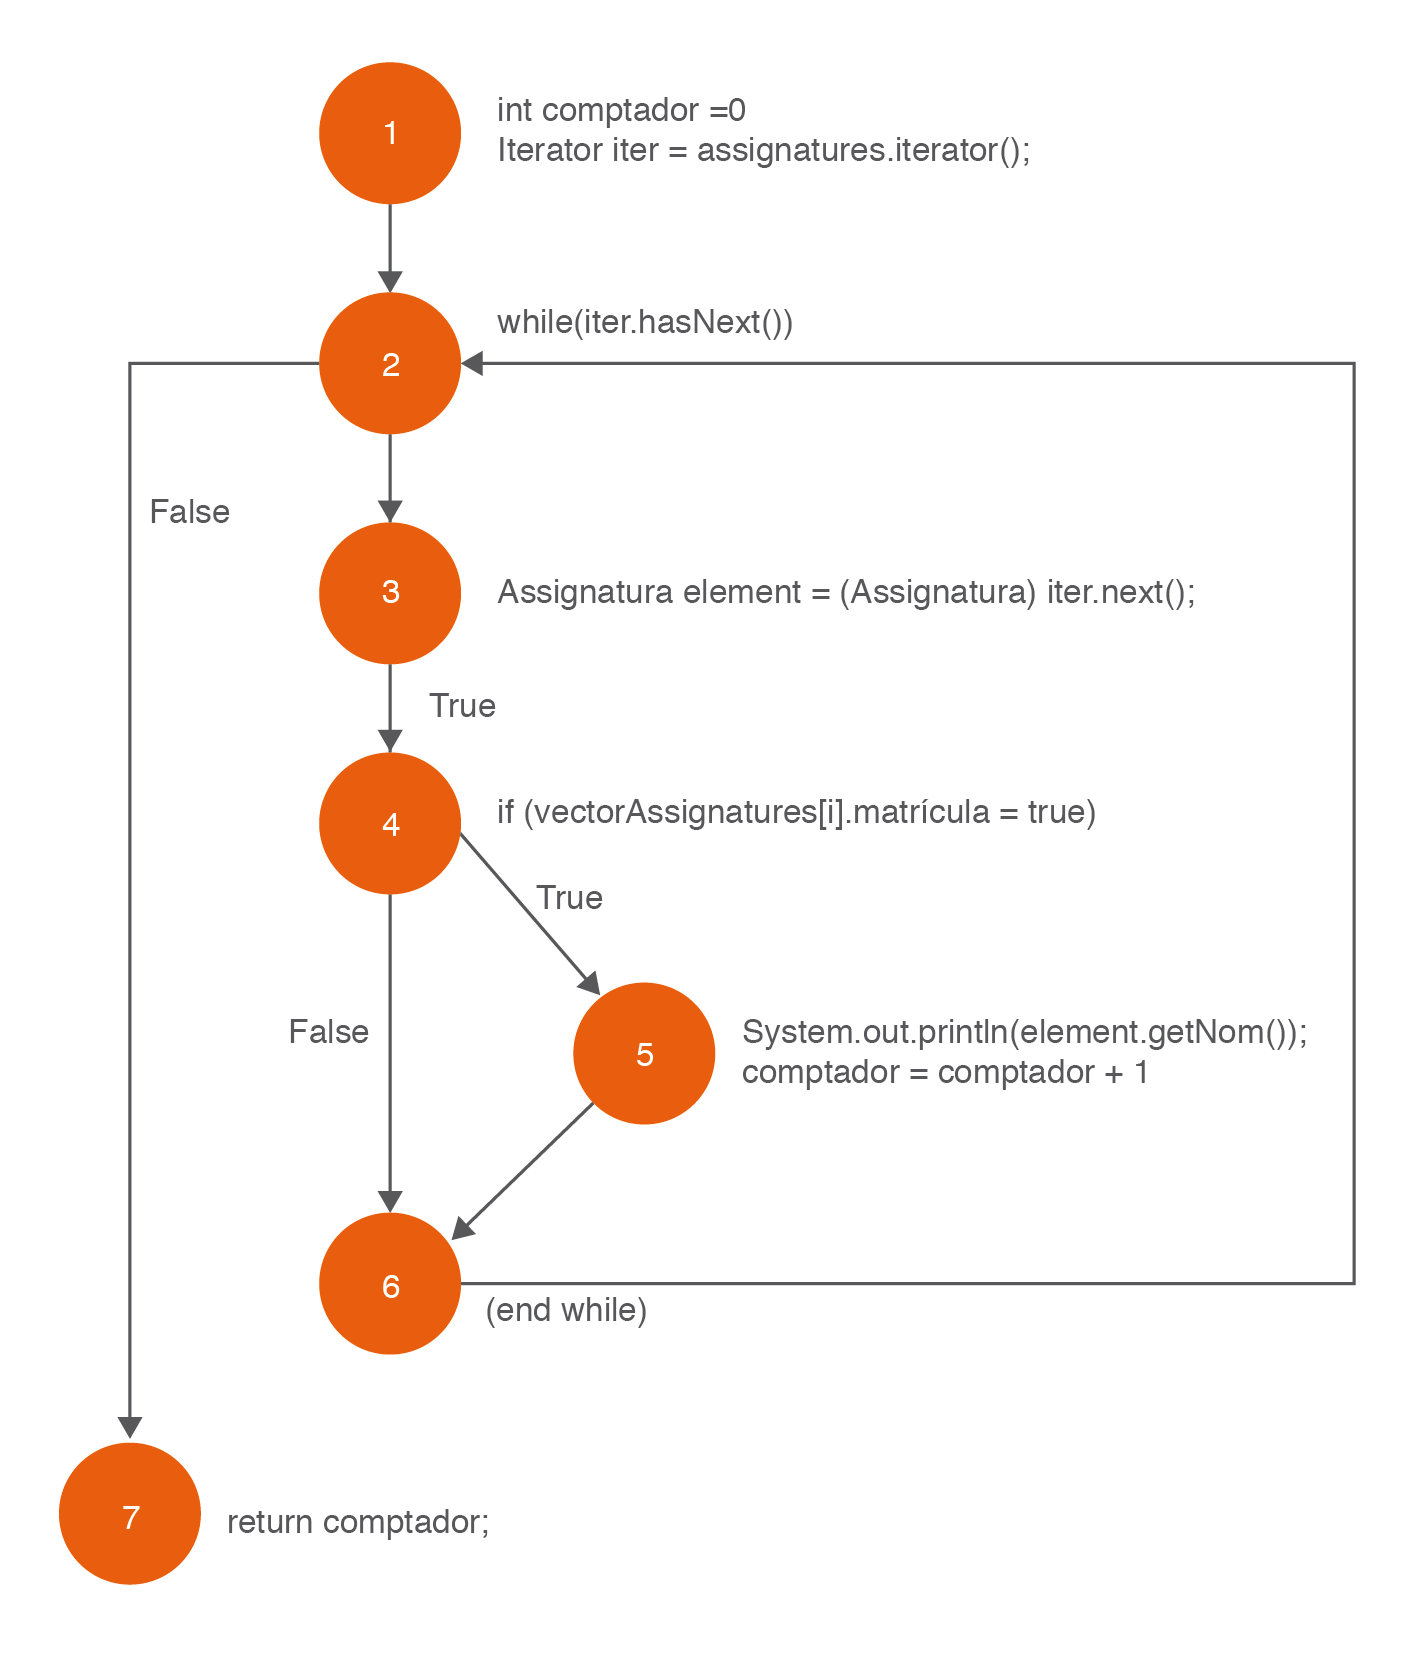 1
int comptador =0
Iterator iter = assignatures.iterator();
while(iter.hasNext())
2
False
3
Assignatura element = (Assignatura) iter.next();
True
4
if (vectorAssignatures[i].matrícula = true)
True
False
5
System.out.println(element.getNom());
comptador = comptador + 1
6
(end while)
7
return comptador;